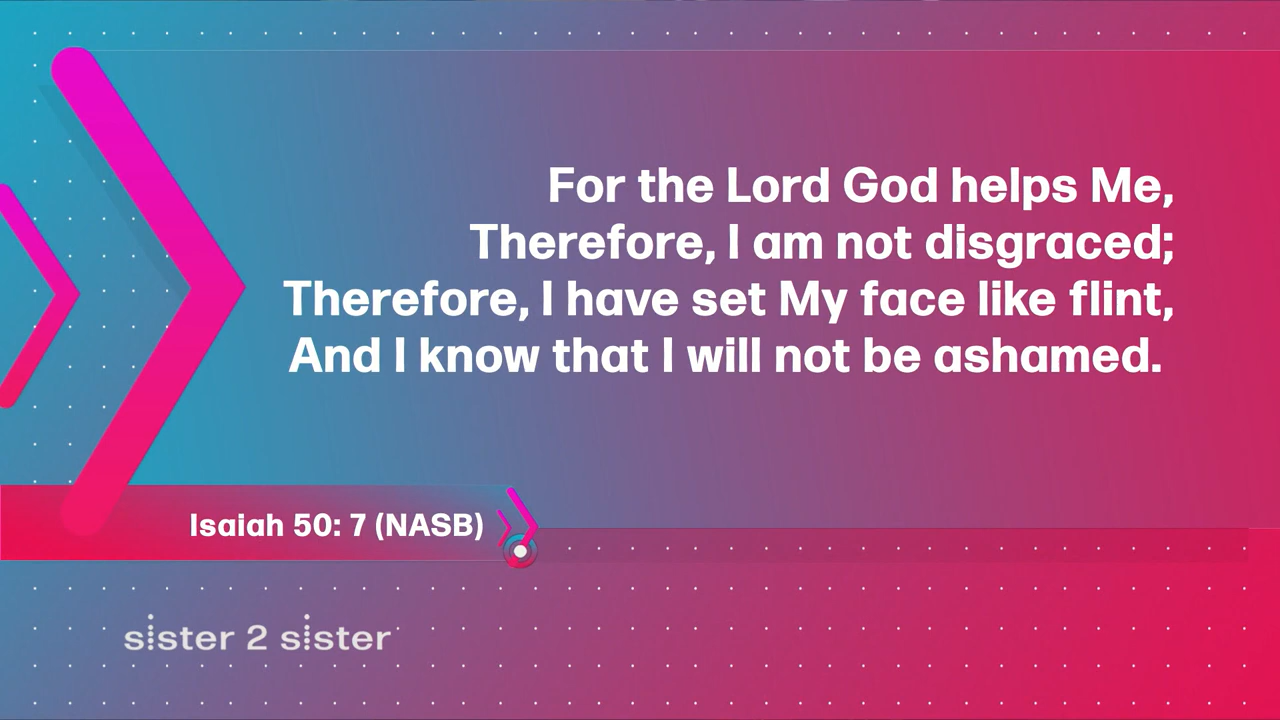 For the Lord God helps Me,
Therefore, I am not disgraced;
Therefore, I have set My face like flint,
And I know that I will not be ashamed.
Isaiah 50: 7 (NASB)
sister 2 sister